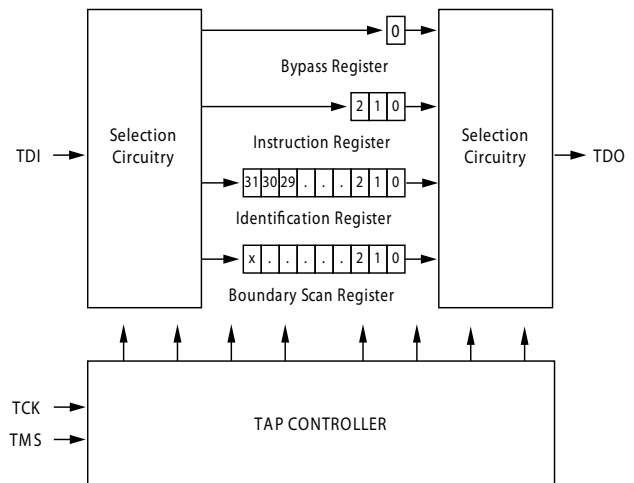 0
Bypass Register
2 1 0
Selection
Circuitry
Selection
Circuitry
TDI
TDO
Instruction Register
31 30 29 . . . 2 1 0
Identification Register
x . . . . . 2 1 0
Boundary Scan Register
TCK
TMS
TAP CONTROLLER